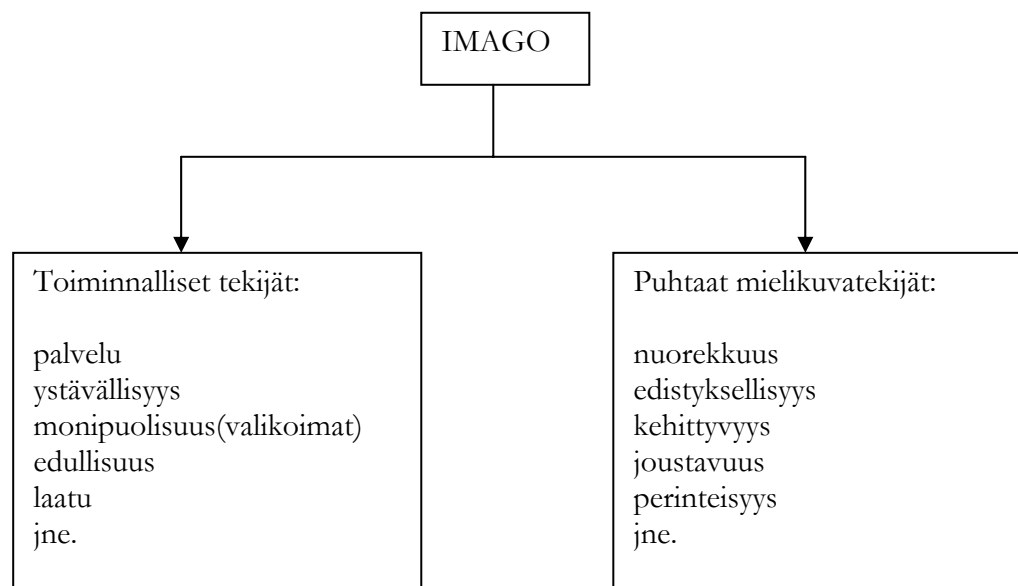 IMAGO
Toiminnalliset tekijät:
palvelu
ystävällisyys
monipuolisuus(valikoimat)
edullisuus
laatu
jne.
Puhtaat mielikuvatekijät:
nuorekkuus
edistyksellisyys
kehittyvyys
joustavuus
perinteisyys
jne.